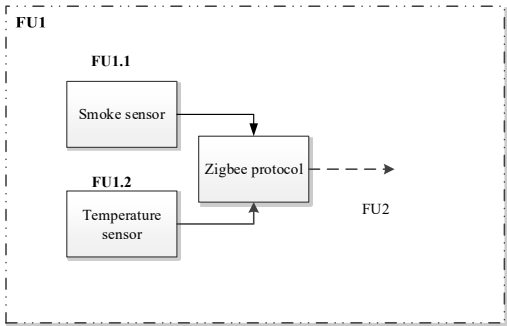 FU1
FU1.1
Smoke sensor
Zigbee protocol
FU1.2
Temperature
sensor
FU2